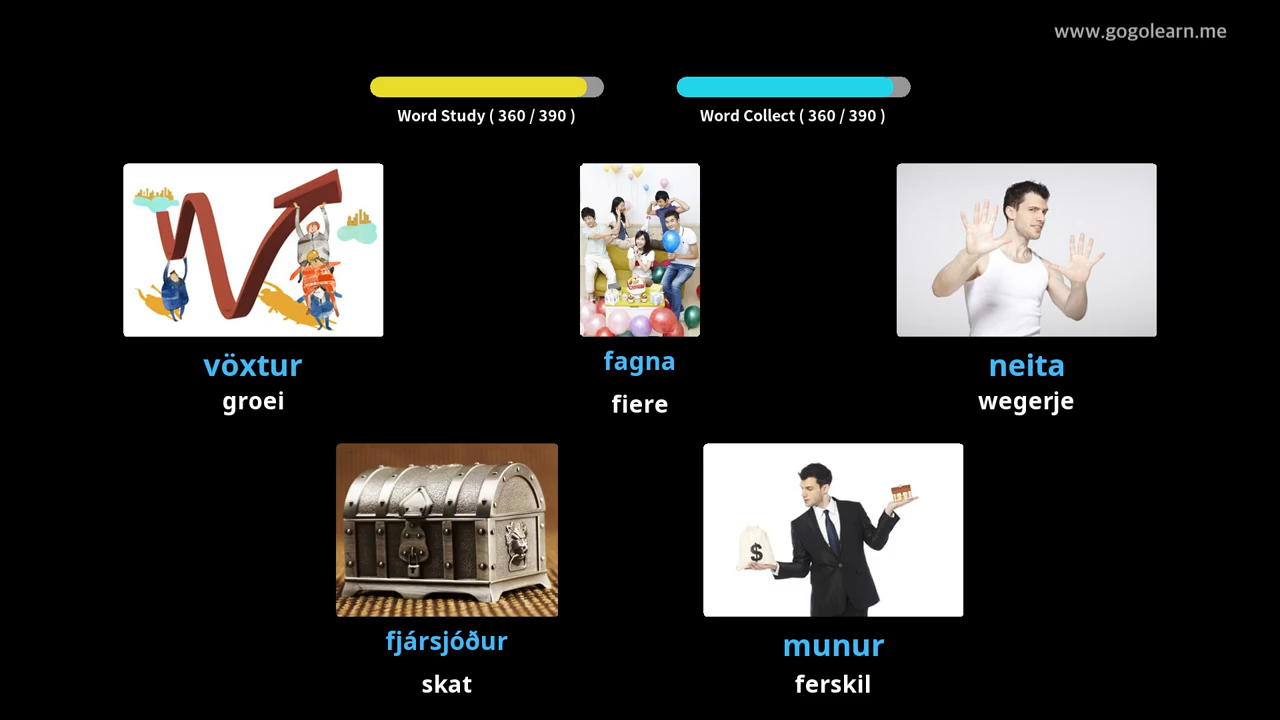 www.gogolearn.me
Word Study ( 360 / 390 )
Word Collect ( 360 / 390 )
vöxtur
groei
fagna
fiere
neita
wegerje
$
fjársjóður
skat
munur
ferskil